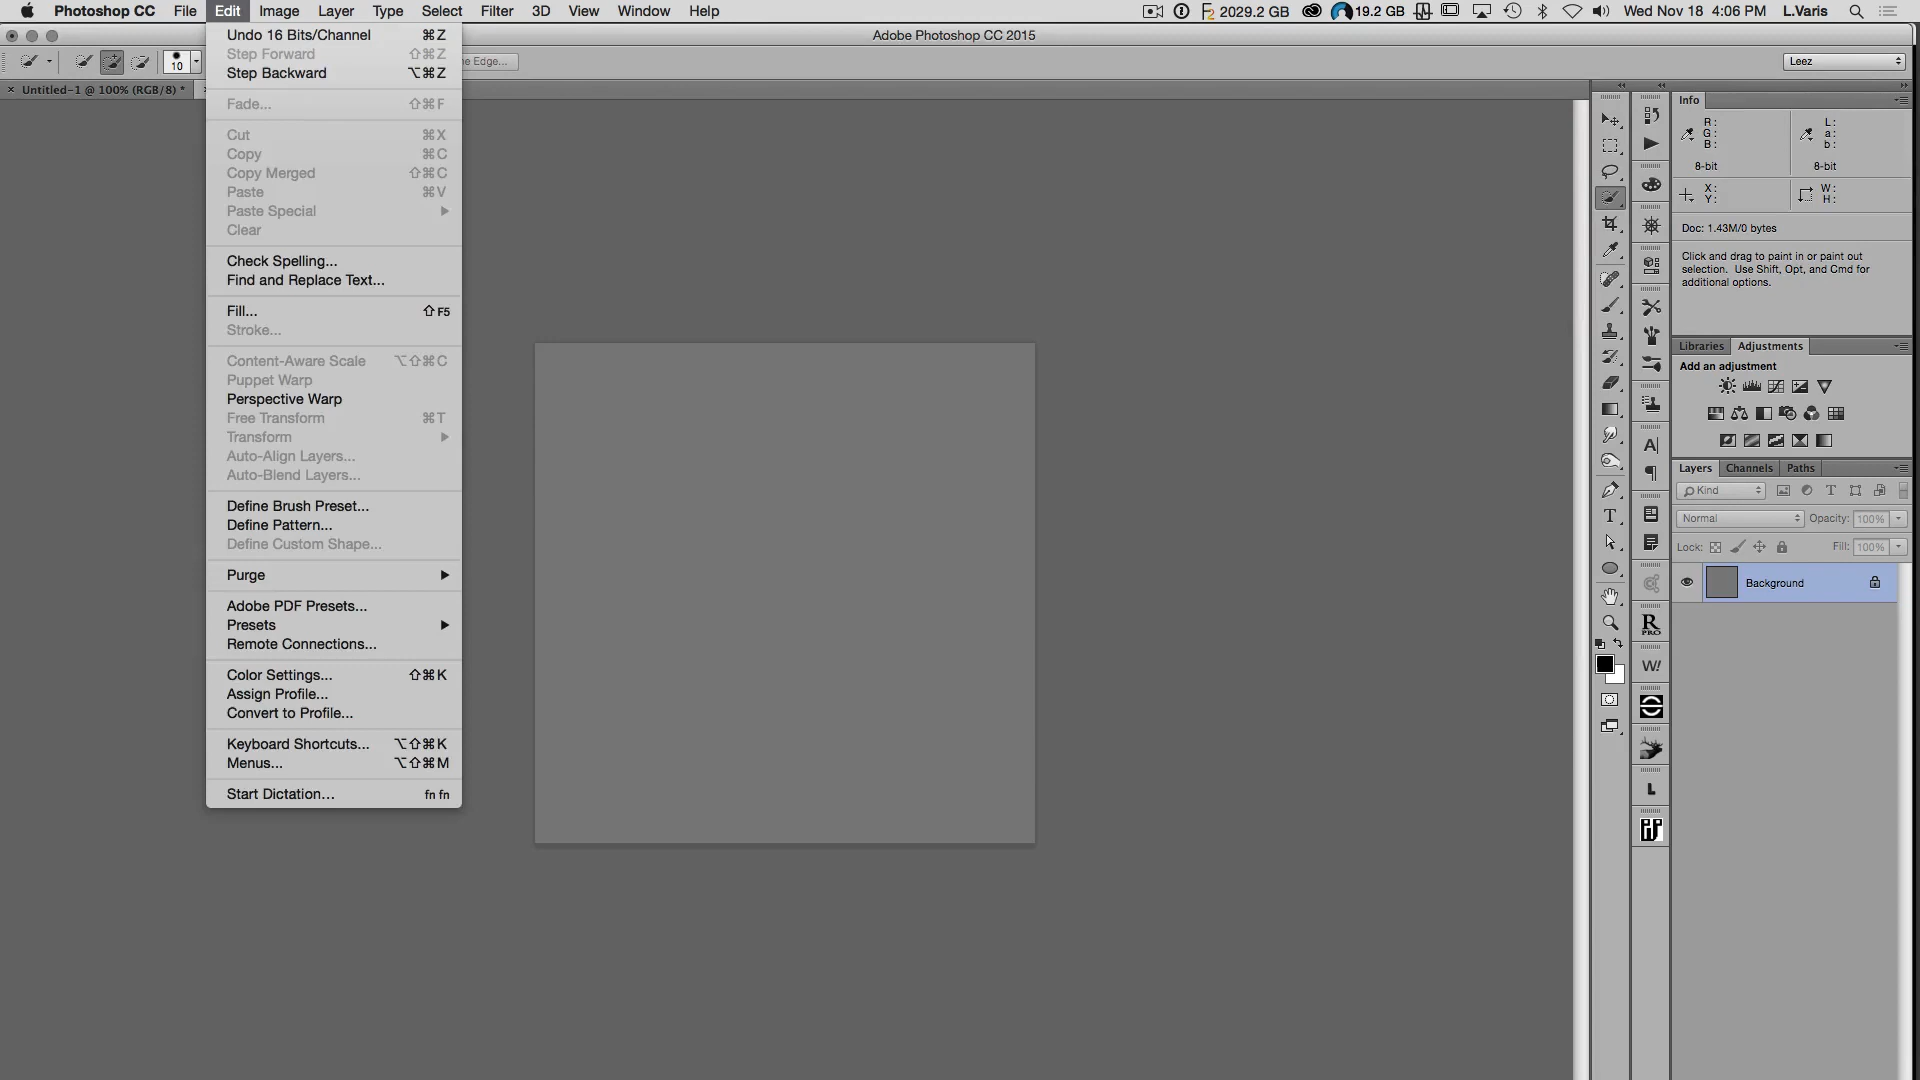 Photoshop CC File Edit Image Layer Type Select Filter 3D View Window Help 2029.2 GB 19.2 GB Wed Nov 18 4:06 PM L.Varis
Adobe Photoshop CC 2015
10
e Edge...
Leez
Untitled-1 @ 100% (RGB/8) *
Undo 16 Bits/Channel ⌘Z
Step Forward ⇧⌘Z
Step Backward ⌥⌘Z
Fade... ⇧⌘F
Cut ⌘X
Copy ⌘C
Copy Merged ⇧⌘C
Paste ⌘V
Paste Special
Clear
Check Spelling...
Find and Replace Text...
Fill... ⇧F5
Stroke...
Content-Aware Scale ⌥⇧⌘C
Puppet Warp
Perspective Warp
Free Transform ⌘T
Transform
Auto-Align Layers...
Auto-Blend Layers...
Define Brush Preset...
Define Pattern...
Define Custom Shape...
Purge
Adobe PDF Presets...
Presets
Remote Connections...
Color Settings... ⇧⌘K
Assign Profile...
Convert to Profile...
Keyboard Shortcuts... ⌥⇧⌘K
Menus... ⌥⇧⌘M
Start Dictation... fn fn
Info
R: L:
G: a:
B: b:
8-bit 8-bit
X: W:
Y: H:
Doc: 1.43M/0 bytes
Click and drag to paint in or paint out
selection. Use Shift, Opt, and Cmd for
additional options.
Libraries Adjustments
Add an adjustment
Layers Channels Paths
Kind
Normal Opacity: 100%
Lock: Fill: 100%
Background
R
PRO
W!
L